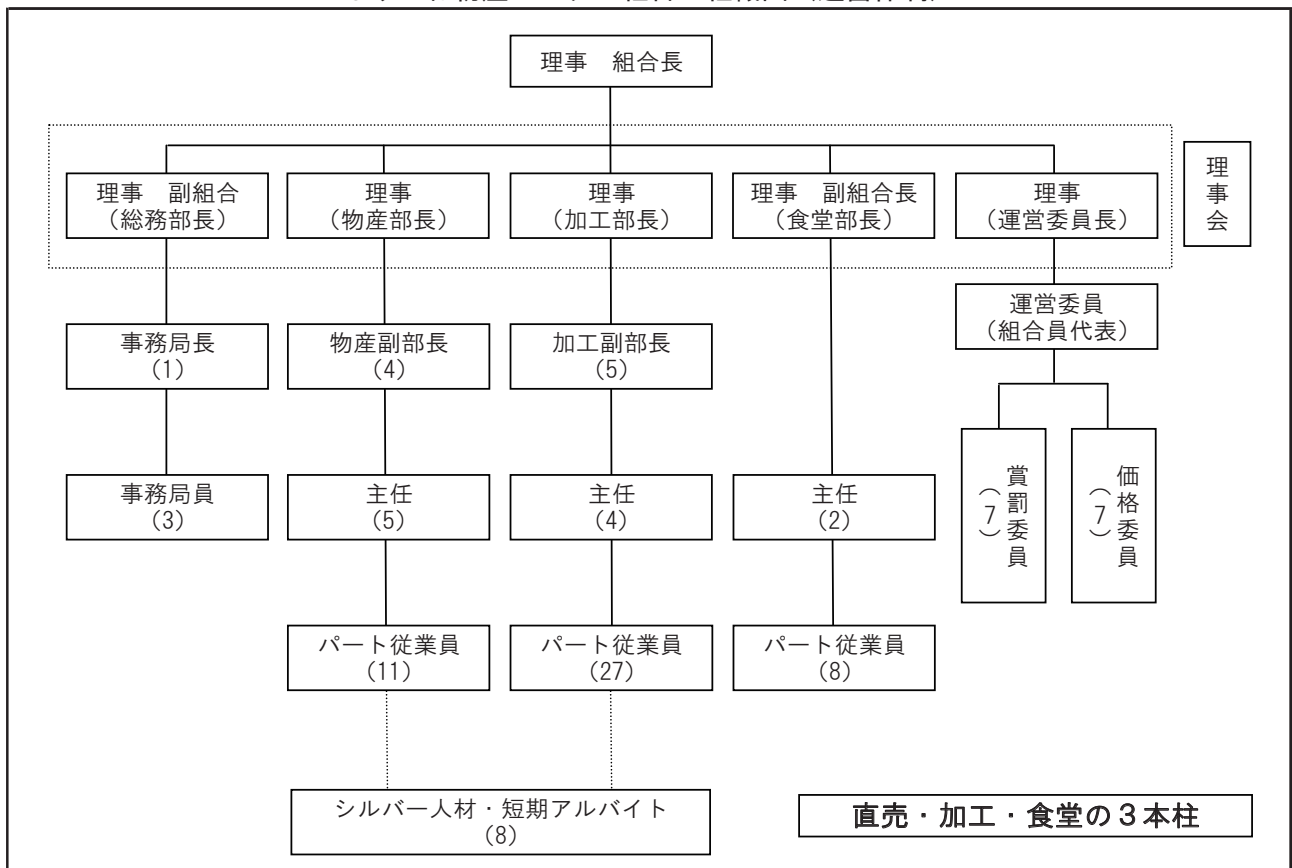 理事　組合長
理事　副組合
（総務部長）
理事
（物産部長）
理事
（加工部長）
理事　副組合長
（食堂部長）
理事
（運営委員長）
理事会
事務局長
（1）
物産副部長
（4）
加工副部長
（5）
運営委員
（組合員代表）
事務局員
（3）
主任
（5）
主任
（4）
主任
（2）
賞罰委員
（7）
価格委員
（7）
パート従業員
（11）
パート従業員
（27）
パート従業員
（8）
シルバー人材・短期アルバイト
（8）
直売・加工・食堂の３本柱